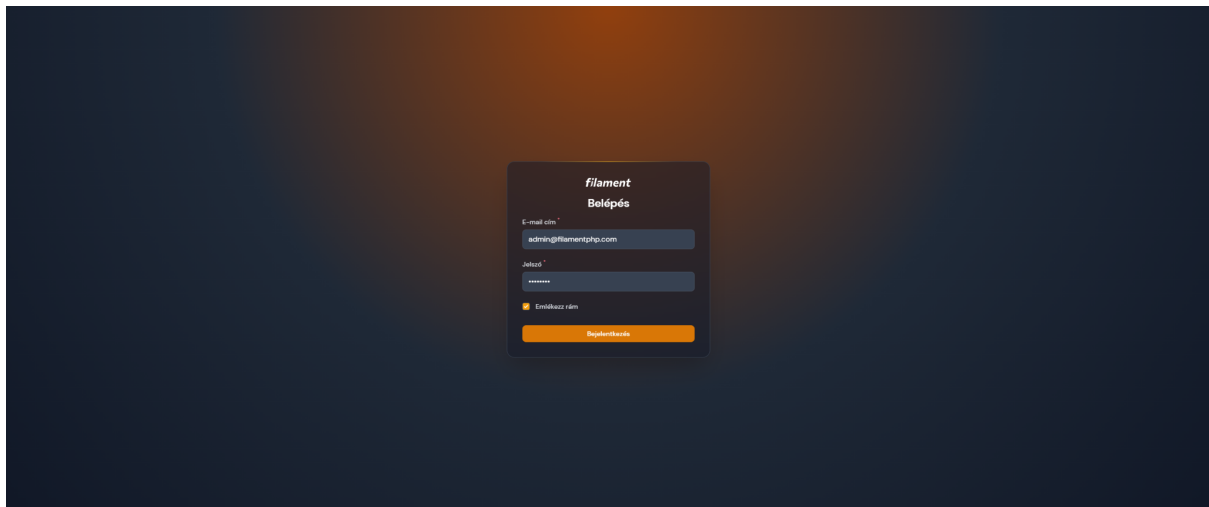 filament
Belépés
E-mail cím *
admin@filamentphp.com
Jelszó *
••••••••
Emlékezz rám
Bejelentkezés